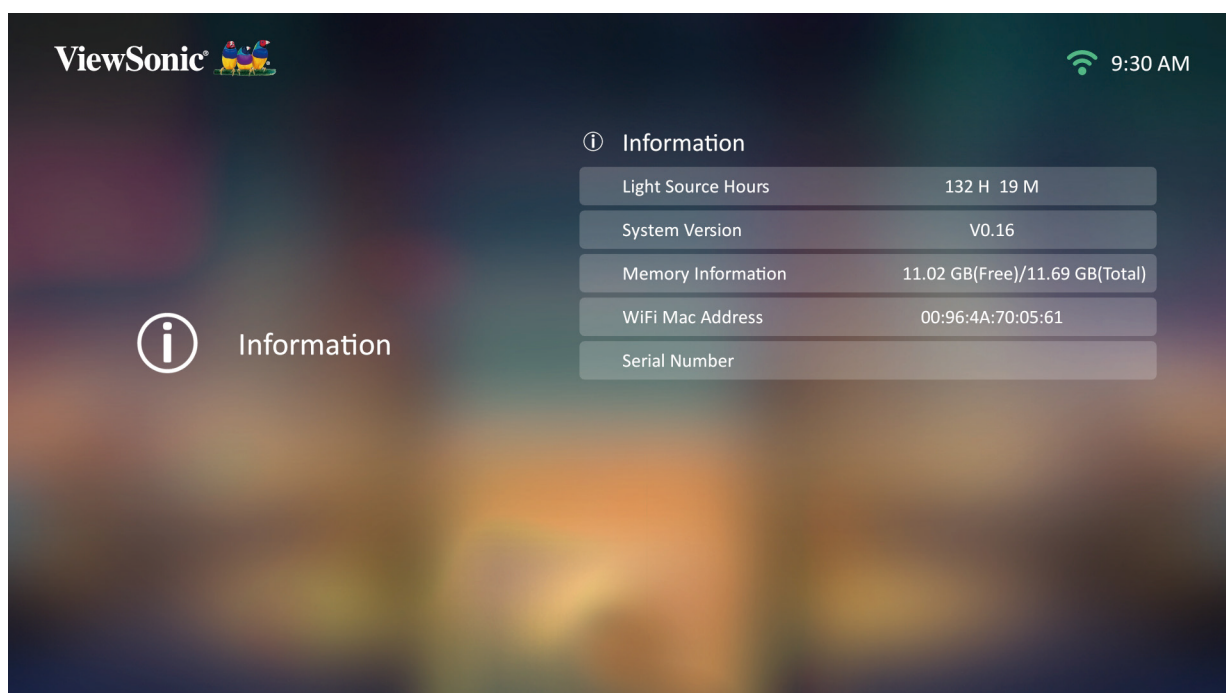 ViewSonic®
9:30 AM
ⓘ Information
Light Source Hours 132 H 19 M
System Version V0.16
Memory Information 11.02 GB(Free)/11.69 GB(Total)
WiFi Mac Address 00:96:4A:70:05:61
Serial Number
Information